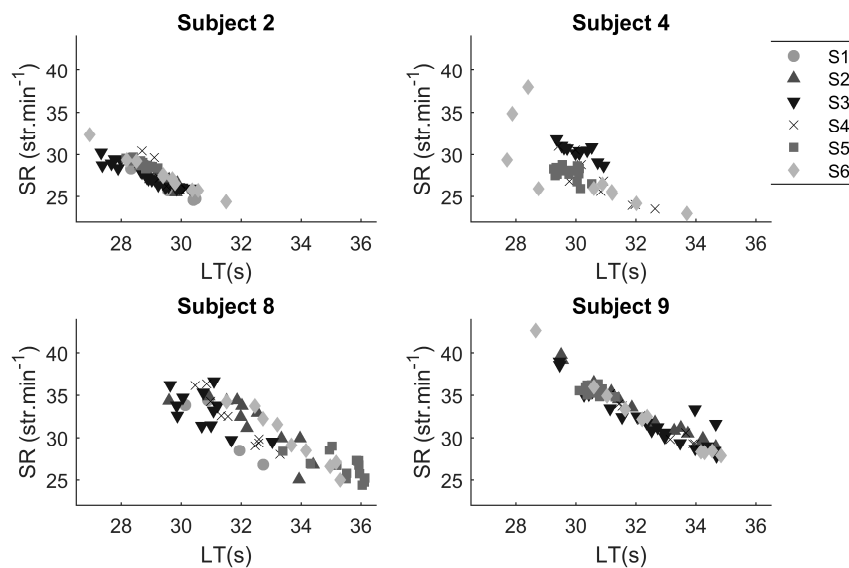 Subject 2
Subject 4
SR (str.min⁻¹)
40
35
30
25
28
30
32
34
36
LT(s)
SR (str.min⁻¹)
40
35
30
25
28
30
32
34
36
LT(s)
S1
S2
S3
S4
S5
S6
Subject 8
Subject 9
SR (str.min⁻¹)
40
35
30
25
28
30
32
34
36
LT(s)
SR (str.min⁻¹)
40
35
30
25
28
30
32
34
36
LT(s)